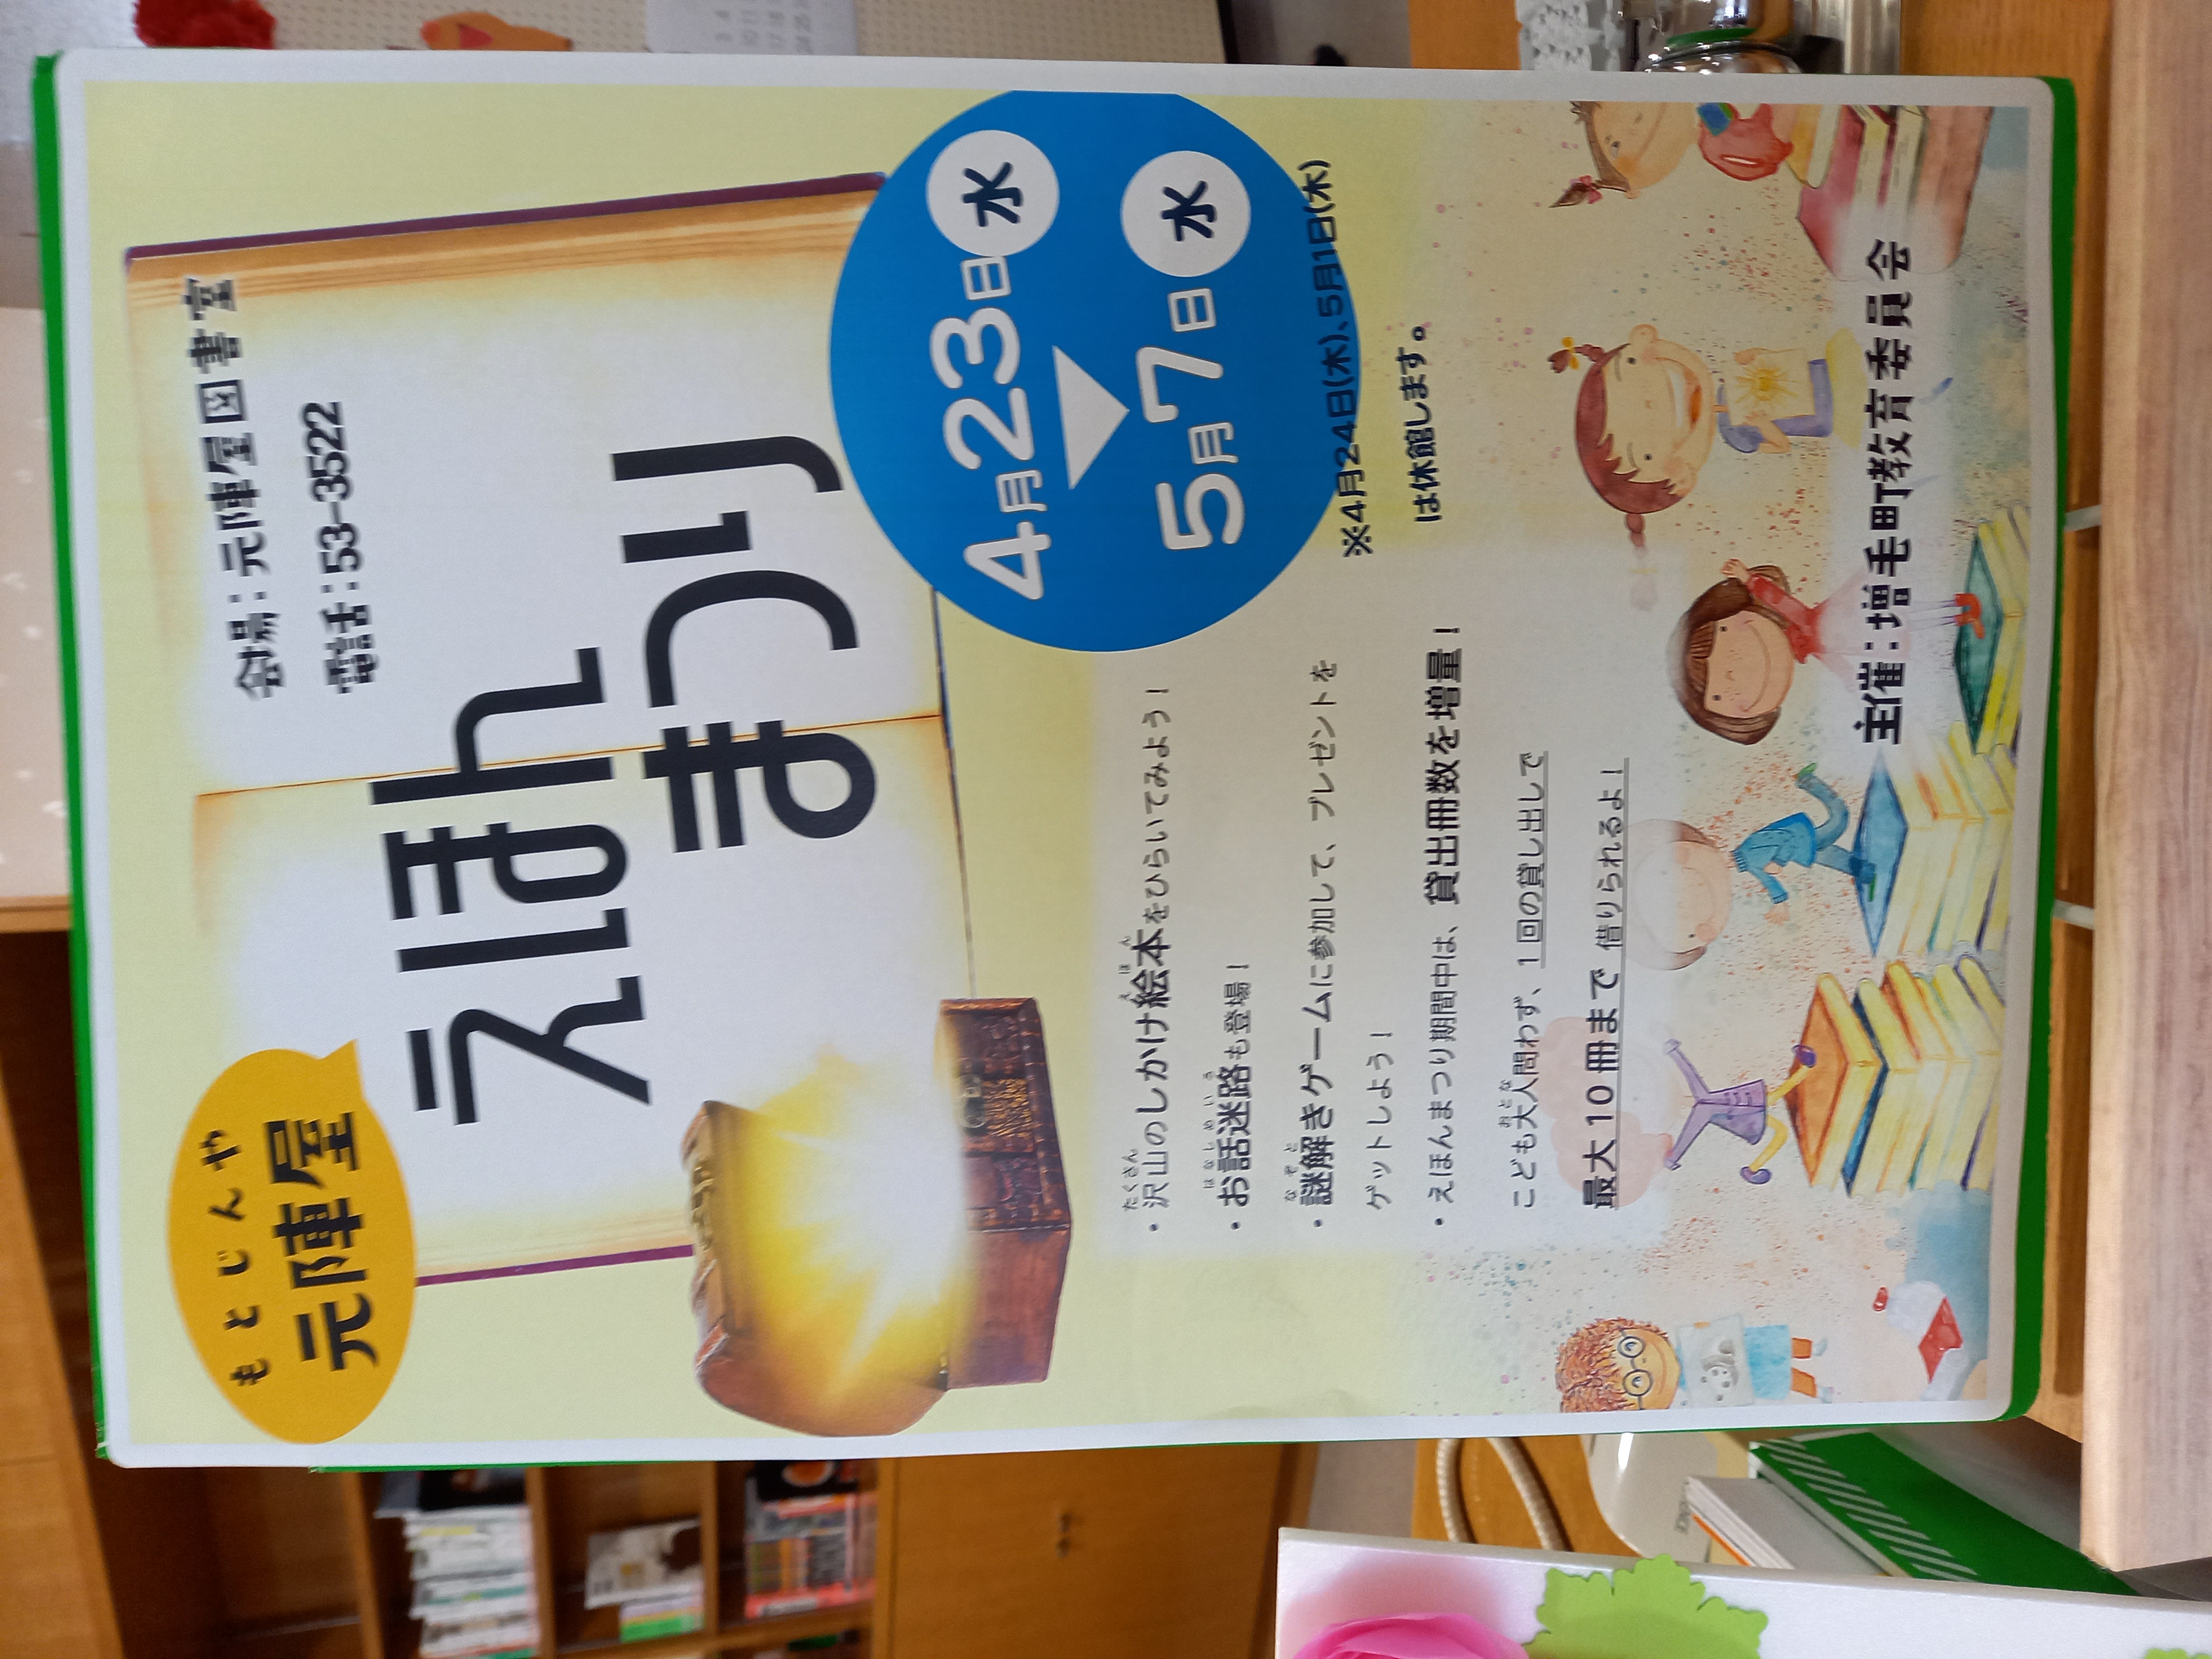 もとじんや
元陣屋
会場：元陣屋図書室
電話：53-3522
えほん
まつり
4月23日水
5月7日水
※4月24日(木)、5月1日(木)
は休館します。
・沢山のしかけ絵本をひらいてみよう！
・お話迷路も登場！
・謎解きゲームに参加して、プレゼントを
ゲットしよう！
・えほんまつり期間中は、貸出冊数を増量！
こども大人問わず、1回の貸し出しで
最大10冊まで 借りられるよ！
主催：増毛町教育委員会